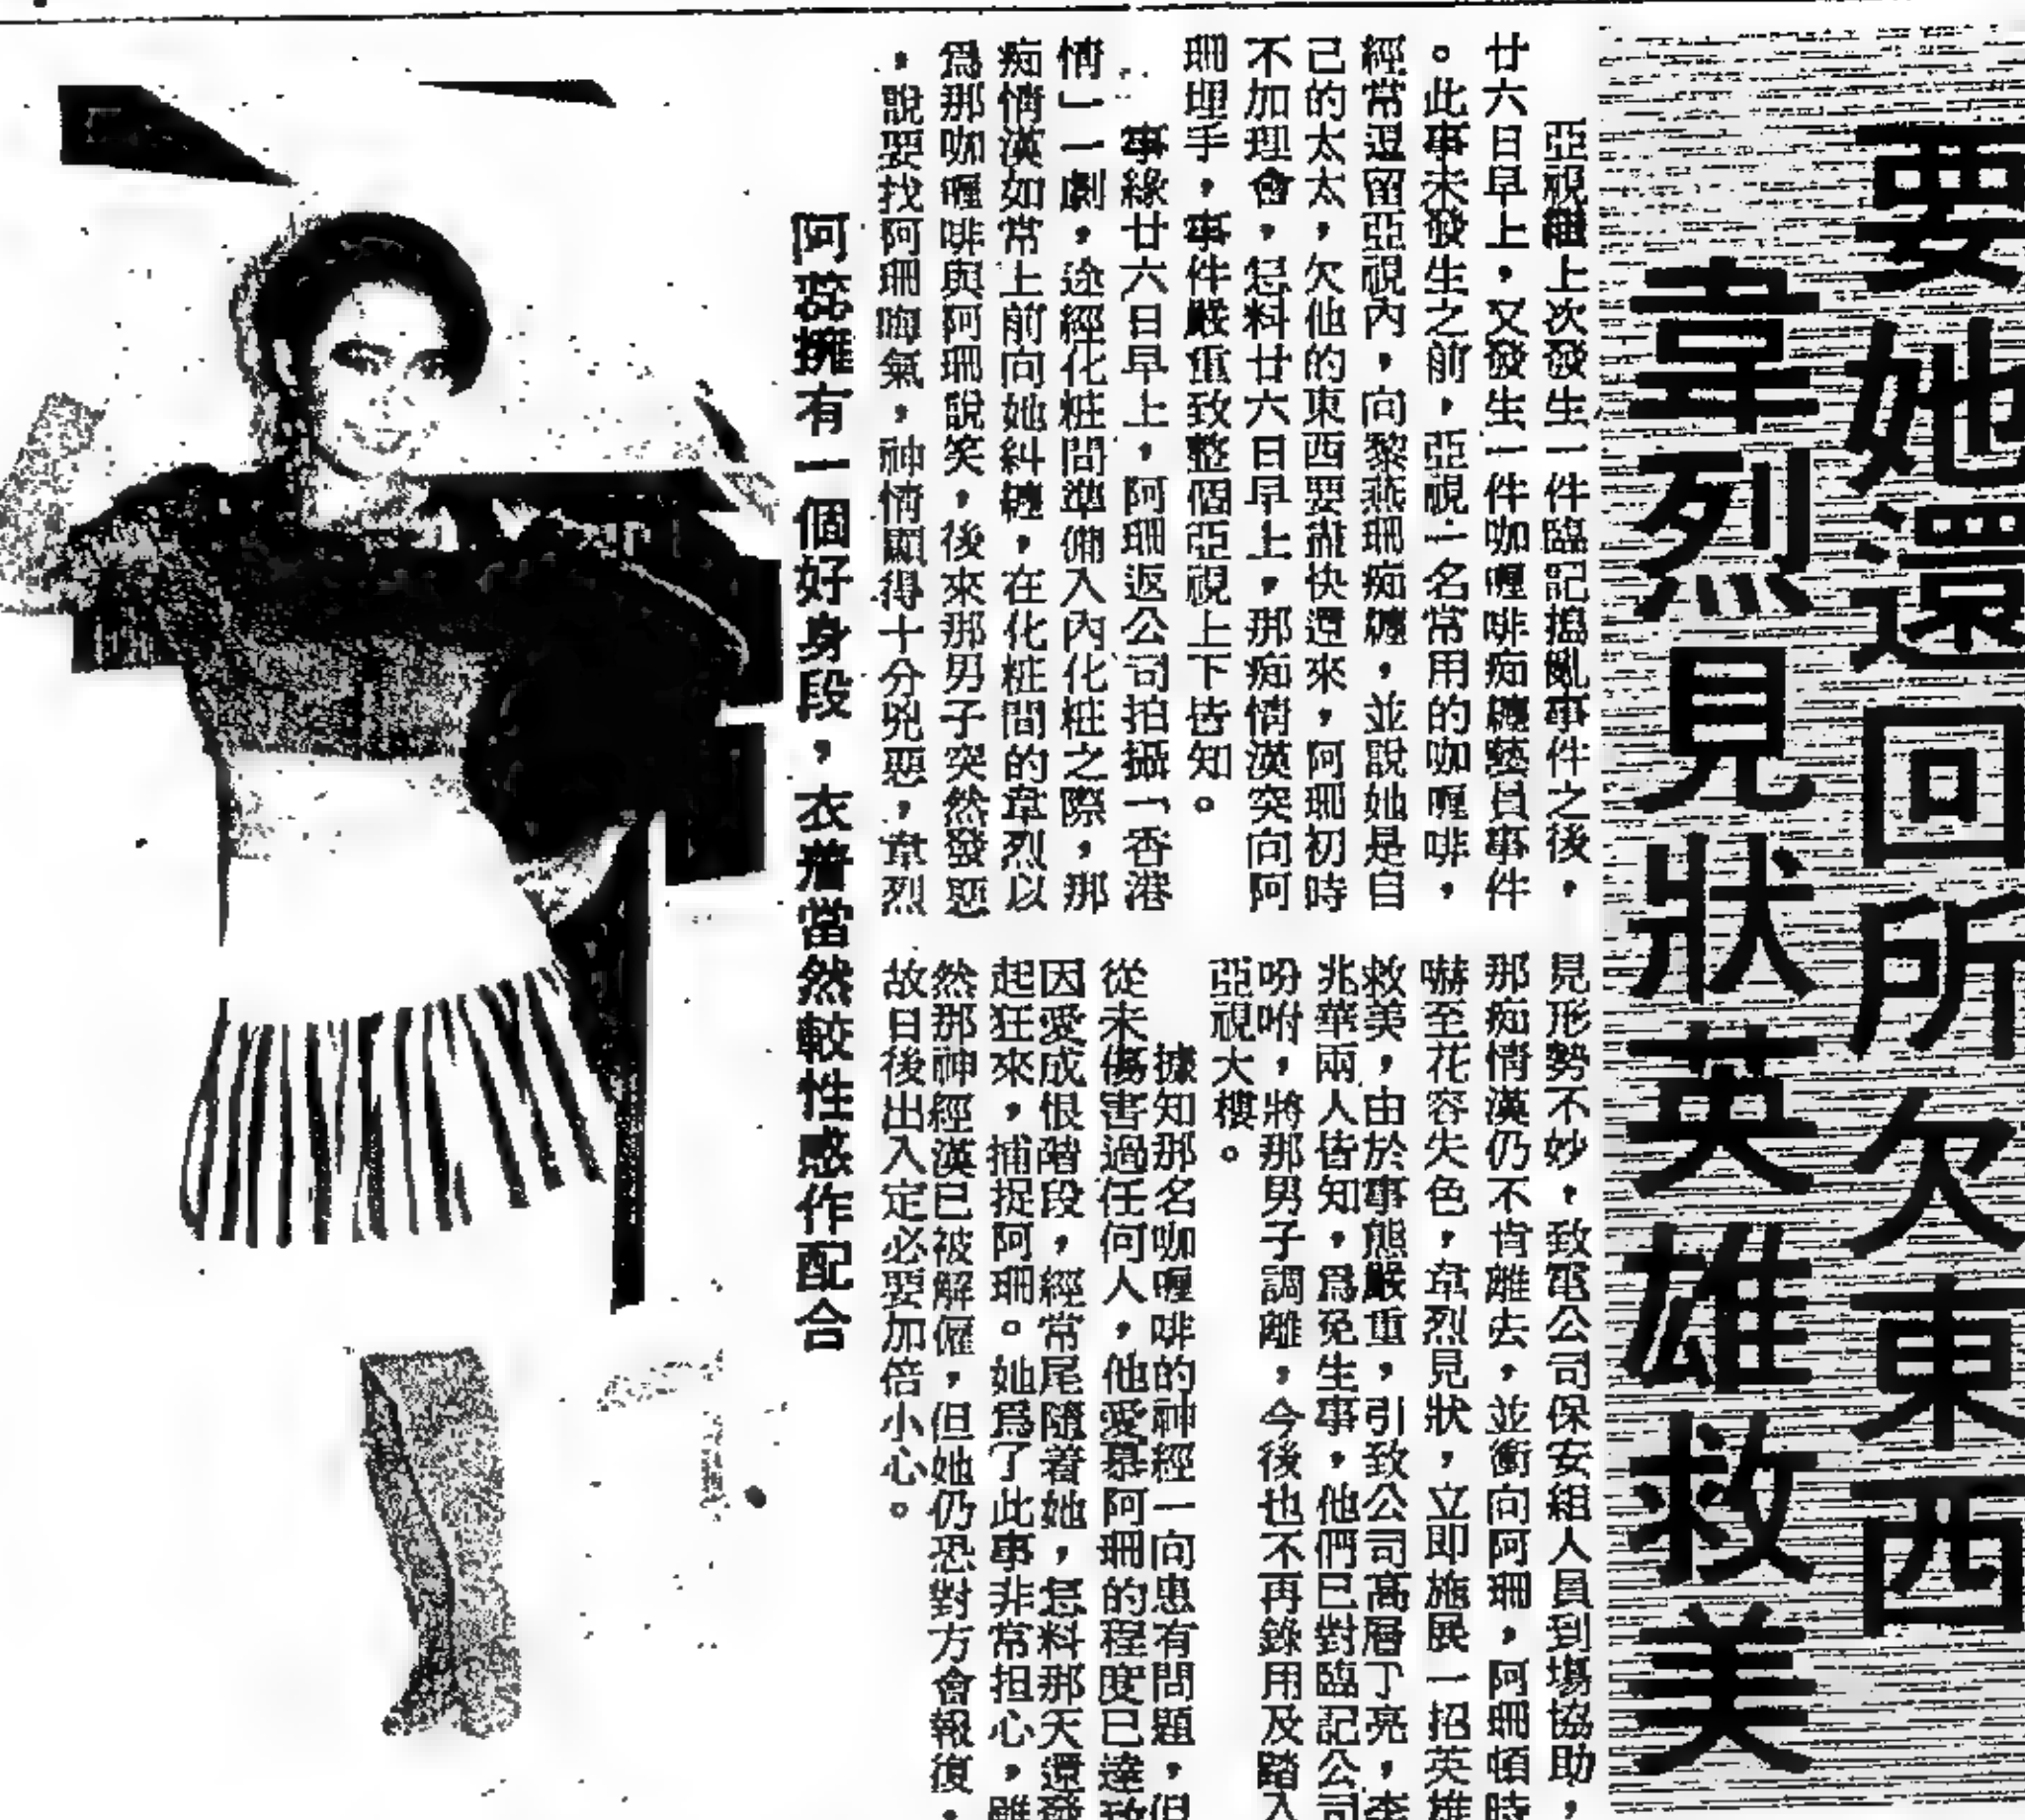 要她還回所欠東西
韋烈見狀英雄救美
亞視繼上次發生一件臨記搗亂事件之後，
廿六日早上，又發生一件咖喱啡痴纏藝員事件
。此事未發生之前，亞視一名常用的咖喱啡，
經常逗留亞視內，向黎燕珊痴纏，並說她是自
己的太太，欠他的東西要盡快還來，阿珊初時
不加理會，怎料廿六日早上，那痴情漢突向阿
珊埋手，事件嚴重致整個亞視上下皆知。
事緣廿六日早上，阿珊返公司拍攝「香港
情」一劇，途經化粧間準備入內化粧之際，那
痴情漢如常上前向她糾纏，在化粧間的韋烈以
為那咖喱啡與阿珊說笑，後來那男子突然發惡
，說要找阿珊晦氣，神情顯得十分兇惡，韋烈
見形勢不妙，致電公司保安組人員到場協助，
那痴情漢仍不肯離去，並衝向阿珊，阿珊頓時
嚇至花容失色，韋烈見狀，立即施展一招英雄
救美，由於事態嚴重，引致公司高層丁亮，李
兆華兩人皆知，為免生事，他們已對臨記公司
吩咐，將那男子調離，今後也不再錄用及踏入
亞視大樓。
據知那名咖喱啡的神經一向患有問題，但
從未傷害過任何人，他愛慕阿珊的程度已達致
因愛成恨階段，經常尾隨着她，怎料那天還發
起狂來，捕捉阿珊。她為了此事非常担心，雖
然那神經漢已被解僱，但她仍恐對方會報復，
故日後出入定必要加倍小心。
阿蕊擁有一個好身段，衣着當然較性感作配合